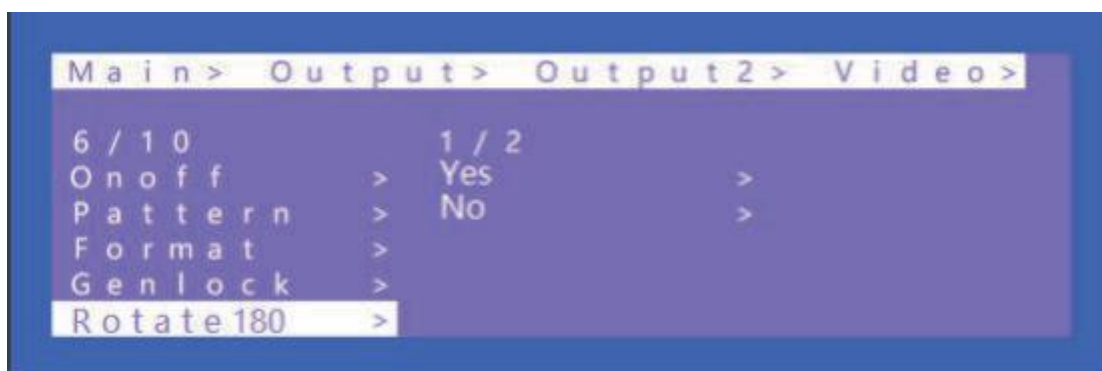 Main> Output> Output2> Video>
6/10 1/2
Onoff > Yes >
Pattern > No >
Format >
Genlock >
Rotate180 >